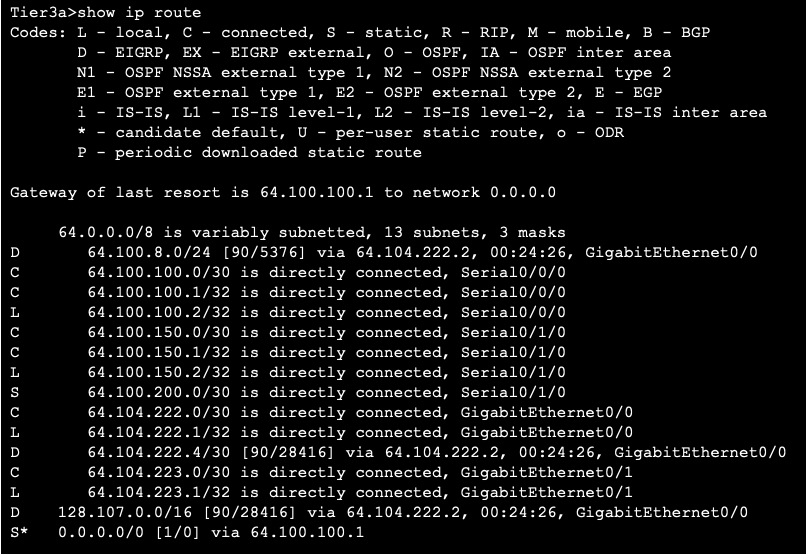 Tier3a>show ip route
Codes: L - local, C - connected, S - static, R - RIP, M - mobile, B - BGP
D - EIGRP, EX - EIGRP external, O - OSPF, IA - OSPF inter area
N1 - OSPF NSSA external type 1, N2 - OSPF NSSA external type 2
E1 - OSPF external type 1, E2 - OSPF external type 2, E - EGP
i - IS-IS, L1 - IS-IS level-1, L2 - IS-IS level-2, ia - IS-IS inter area
* - candidate default, U - per-user static route, o - ODR
P - periodic downloaded static route
Gateway of last resort is 64.100.100.1 to network 0.0.0.0
64.0.0.0/8 is variably subnetted, 13 subnets, 3 masks
D 64.100.8.0/24 [90/5376] via 64.104.222.2, 00:24:26, GigabitEthernet0/0
C 64.100.100.0/30 is directly connected, Serial0/0/0
C 64.100.100.1/32 is directly connected, Serial0/0/0
L 64.100.100.2/32 is directly connected, Serial0/0/0
C 64.100.150.0/30 is directly connected, Serial0/1/0
C 64.100.150.1/32 is directly connected, Serial0/1/0
L 64.100.150.2/32 is directly connected, Serial0/1/0
S 64.100.200.0/30 is directly connected, Serial0/1/0
C 64.104.222.0/30 is directly connected, GigabitEthernet0/0
L 64.104.222.1/32 is directly connected, GigabitEthernet0/0
D 64.104.222.4/30 [90/28416] via 64.104.222.2, 00:24:26, GigabitEthernet0/0
C 64.104.223.0/30 is directly connected, GigabitEthernet0/1
L 64.104.223.1/32 is directly connected, GigabitEthernet0/1
D 128.107.0.0/16 [90/28416] via 64.104.222.2, 00:24:26, GigabitEthernet0/0
S* 0.0.0.0/0 [1/0] via 64.100.100.1